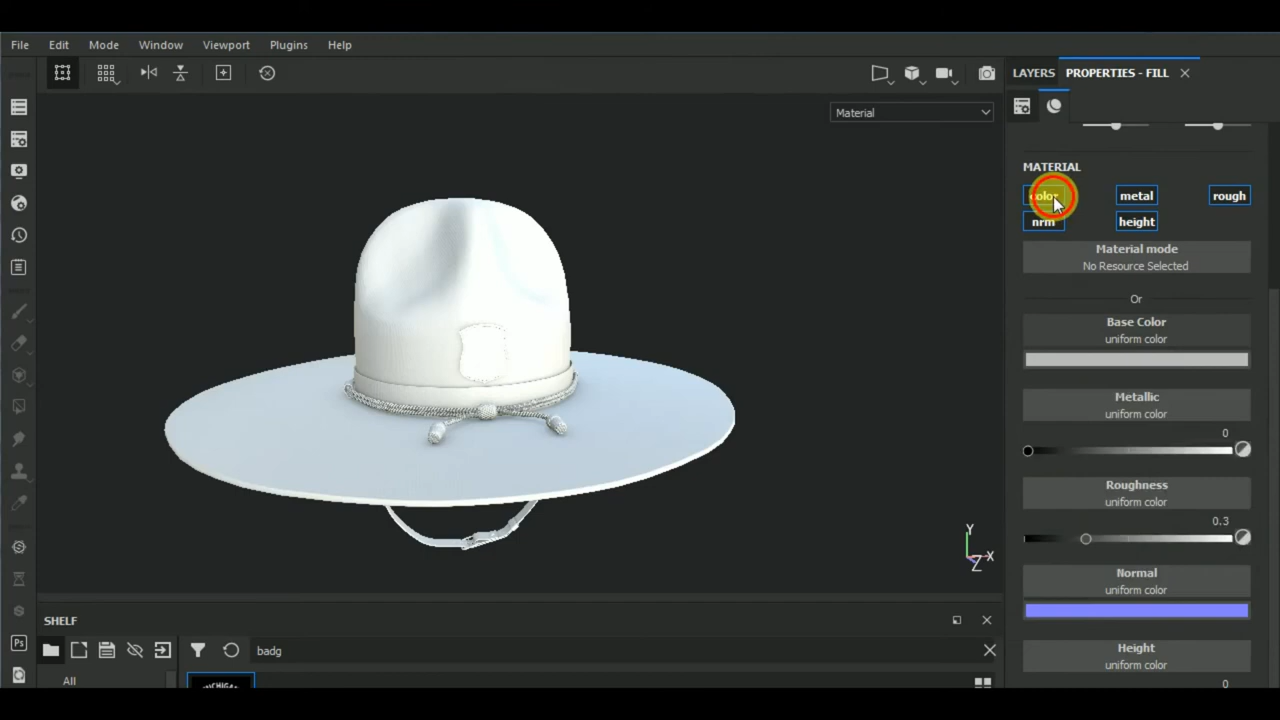 File Edit Mode Window Viewport Plugins Help
LAYERS PROPERTIES - FILL
Material
MATERIAL
color metal rough
nrm height
Material mode
No Resource Selected
Or
Base Color
uniform color
Metallic
uniform color
0
Roughness
uniform color
0.3
Normal
uniform color
Height
uniform color
0
Y
X
Z
SHELF
badg
Ps
All